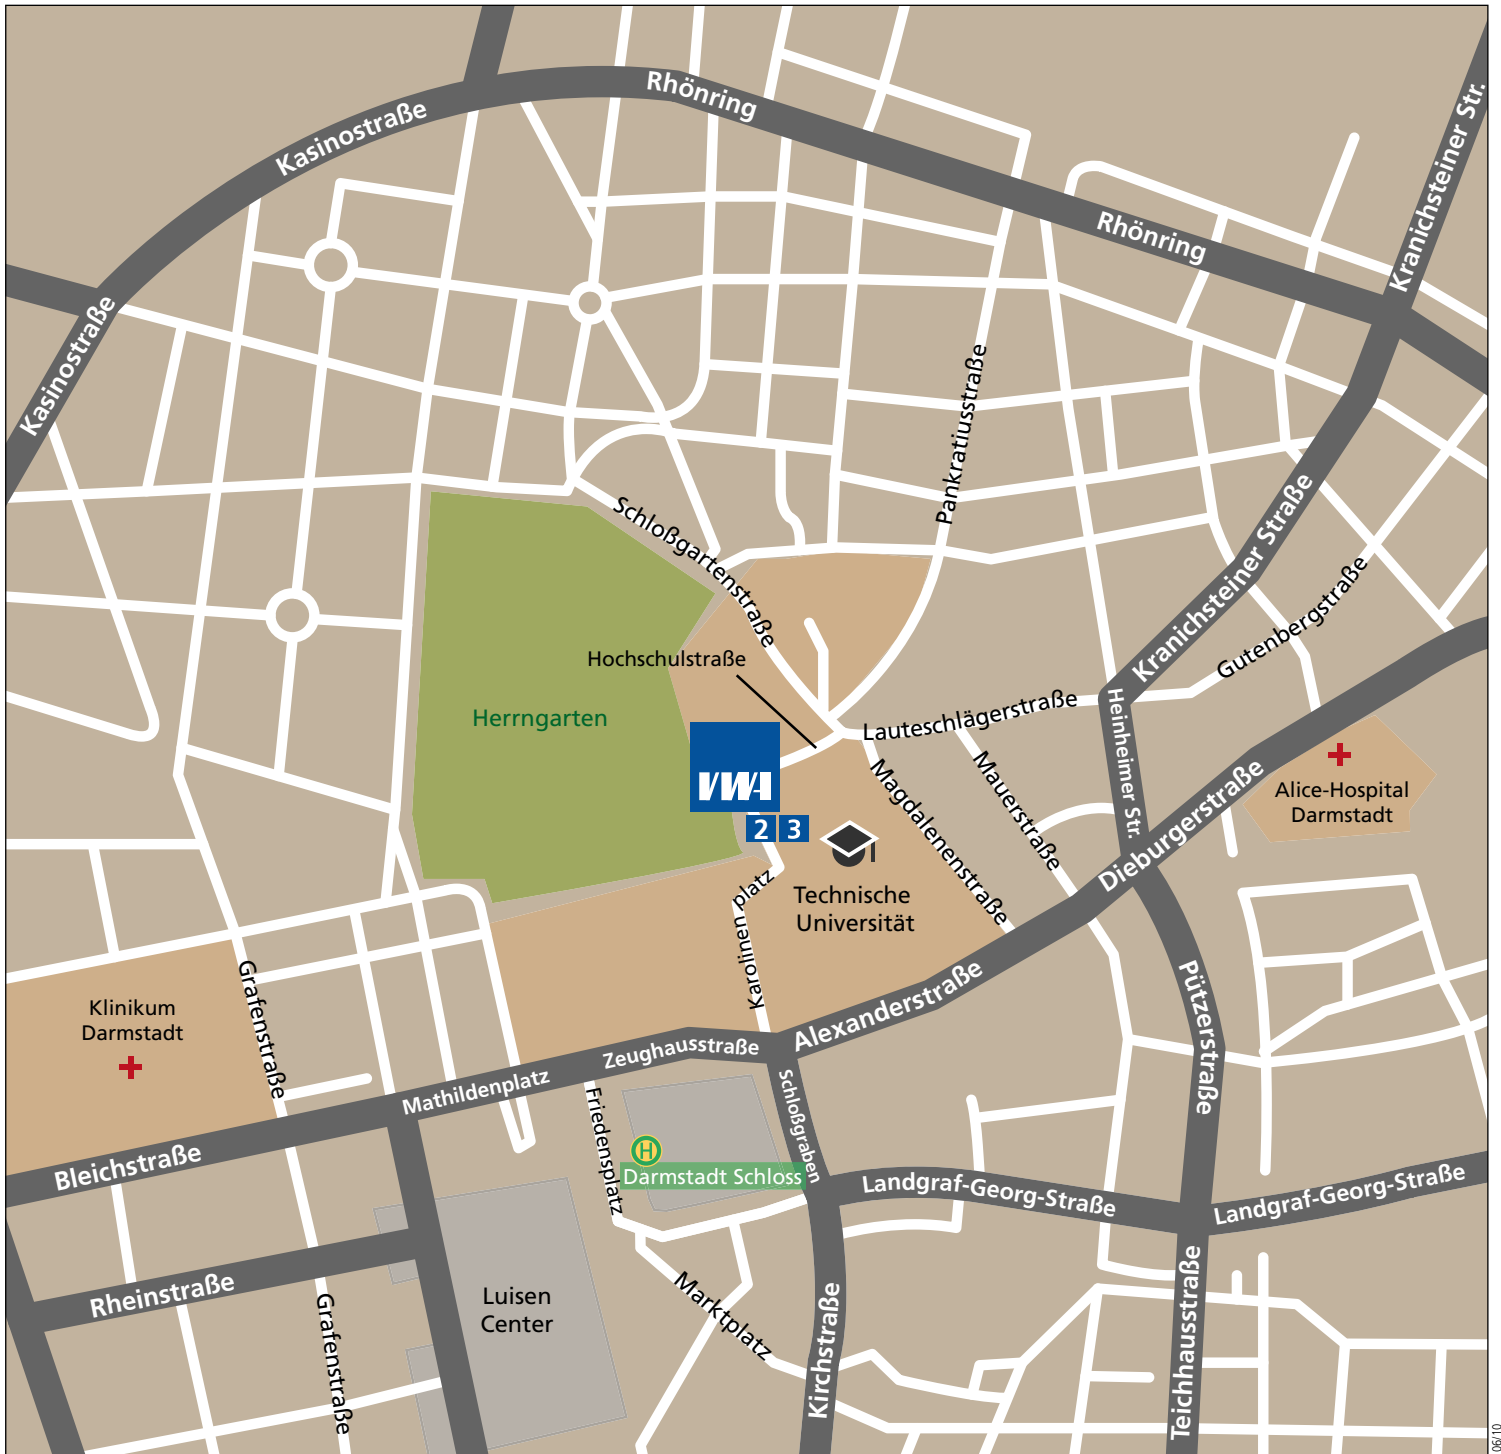 Rhönring
Kasinostraße
Kranichsteiner Str.
Rhönring
Kasinostraße
Pankratiusstraße
Schloßgartenstraße
Kranichsteiner Straße
Gutenbergstraße
Hochschulstraße
Herrngarten
Lauteschlägerstraße
Heinheimer Str.
VWA
2 3
Magdalenenstraße
Mauerstraße
Dieburgerstraße
Alice-Hospital
Darmstadt
Technische
Universität
Karolinen platz
Grafenstraße
Klinikum
Darmstadt
Alexanderstraße
Pützerstraße
Zeughausstraße
Mathildenplatz
Schloßgraben
Friedensplatz
H
Darmstadt Schloss
Bleichstraße
Landgraf-Georg-Straße
Landgraf-Georg-Straße
Rheinstraße
Luisen
Center
Marktplatz
Grafenstraße
Kirchstraße
Teichhausstraße
06/10